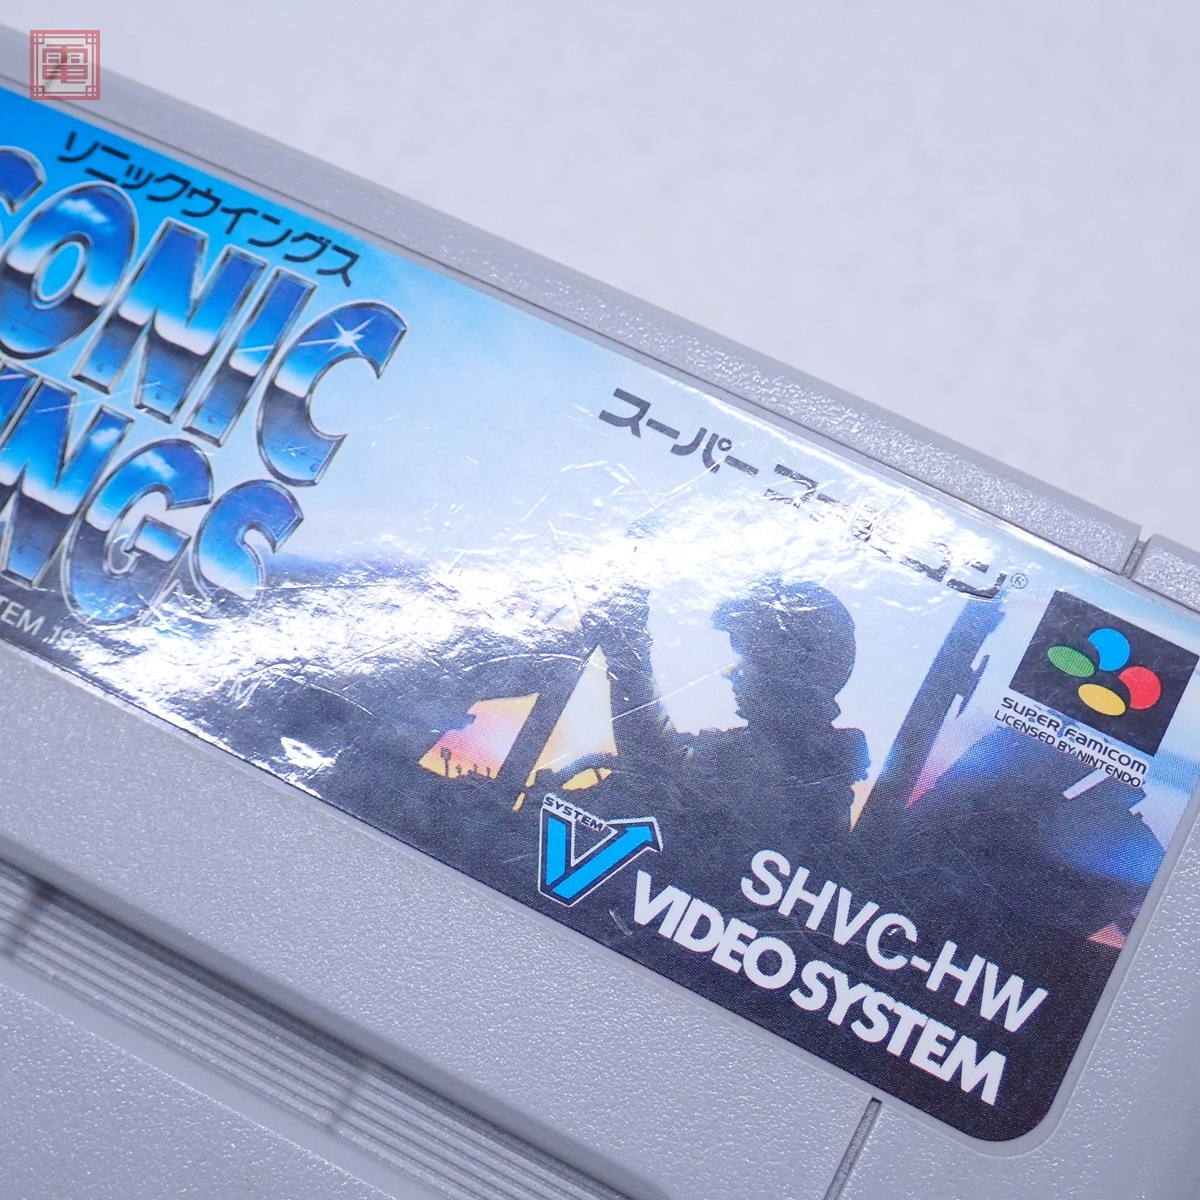 電
ソニックウイングス
SONIC
WINGS
スーパーファミコン®
SUPER Famicom
LICENSED BY NINTENDO
SYSTEM
V
SHVC-HW
VIDEO SYSTEM